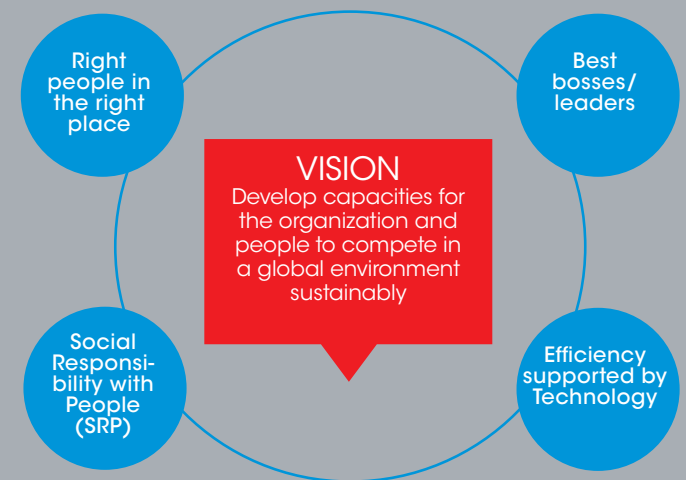 Right
people in
the right
place
Best
bosses/
leaders
VISION
Develop capacities for
the organization and
people to compete in
a global environment
sustainably
Social
Responsi-
bility with
People
(SRP)
Efficiency
supported by
Technology